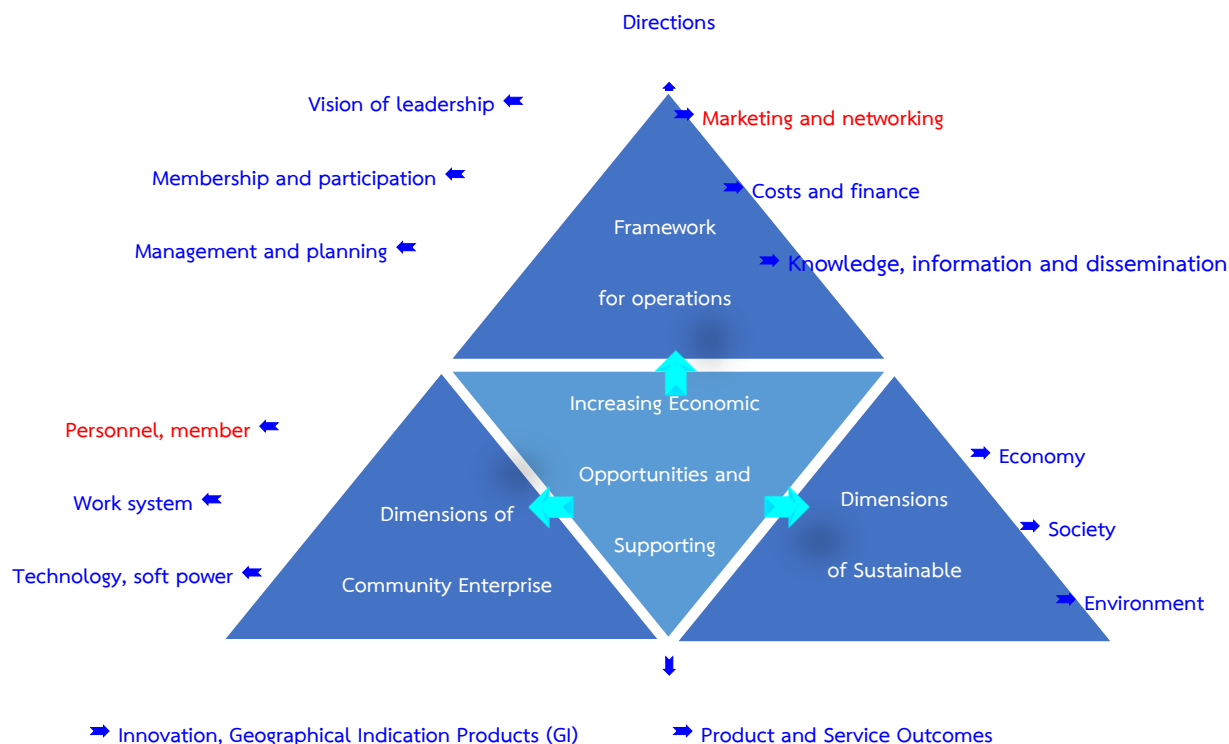 Directions
Vision of leadership
Marketing and networking
Membership and participation
Costs and finance
Framework
Management and planning
Knowledge, information and dissemination
for operations
Increasing Economic
Personnel, member
Economy
Opportunities and
Work system
Dimensions of
Dimensions
Society
Supporting
Technology, soft power
Community Enterprise
of Sustainable
Environment
Innovation, Geographical Indication Products (GI)
Product and Service Outcomes